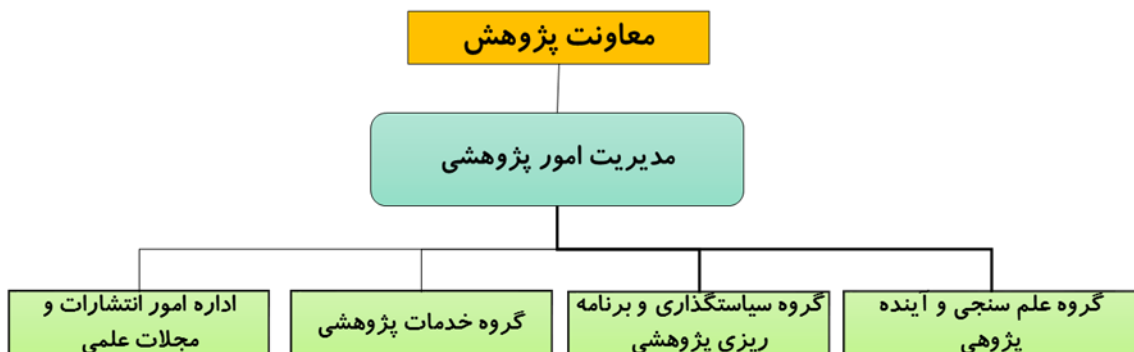 معاونت پژوهش
مدیریت امور پژوهشی
گروه علم سنجی و آینده
پژوهی
گروه سیاستگذاری و برنامه
ریزی پژوهشی
گروه خدمات پژوهشی
اداره امور انتشارات و
مجلات علمی